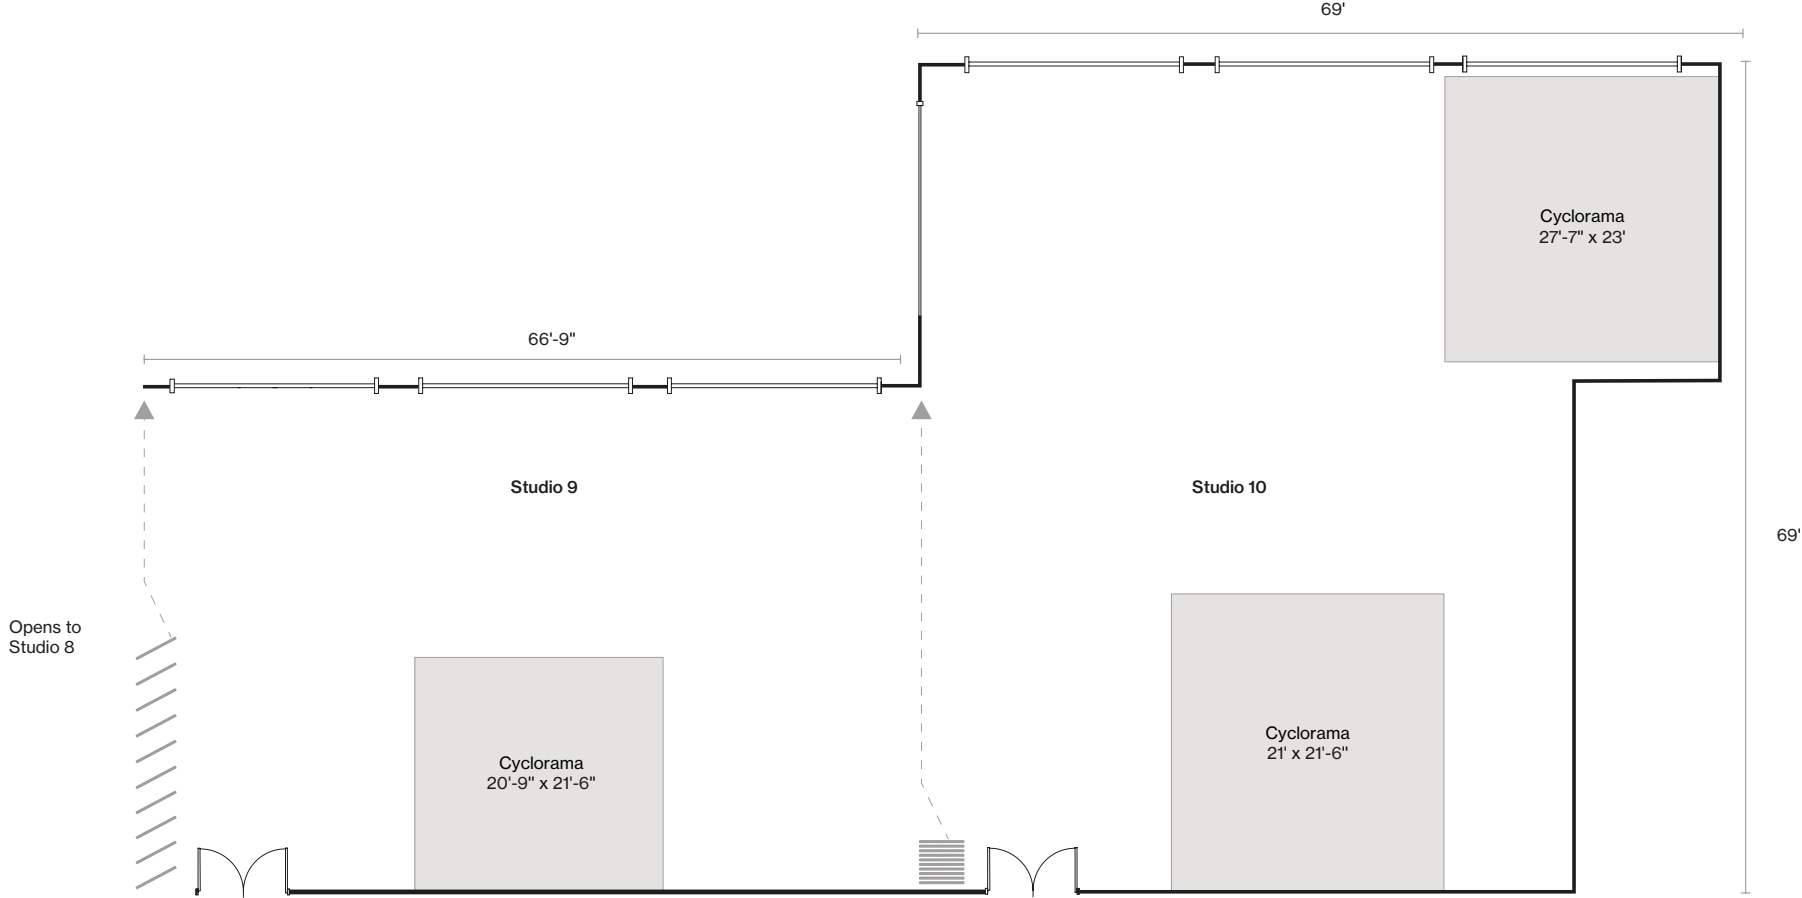 69'
Cyclorama
27'-7" x 23'
66'-9"
Studio 9
Studio 10
69'
Opens to
Studio 8
Cyclorama
20'-9" x 21'-6"
Cyclorama
21' x 21'-6"